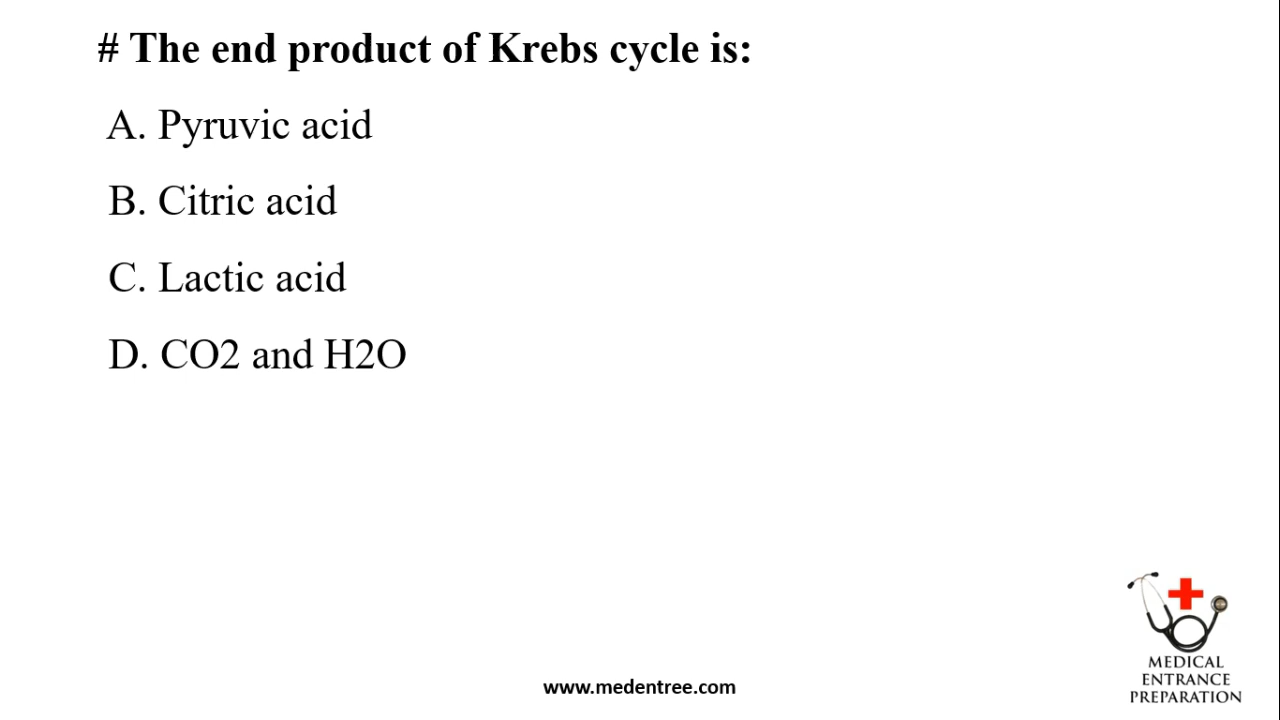 # The end product of Krebs cycle is:
A. Pyruvic acid
B. Citric acid
C. Lactic acid
D. CO2 and H2O
www.medentree.com
MEDICAL
ENTRANCE
PREPARATION